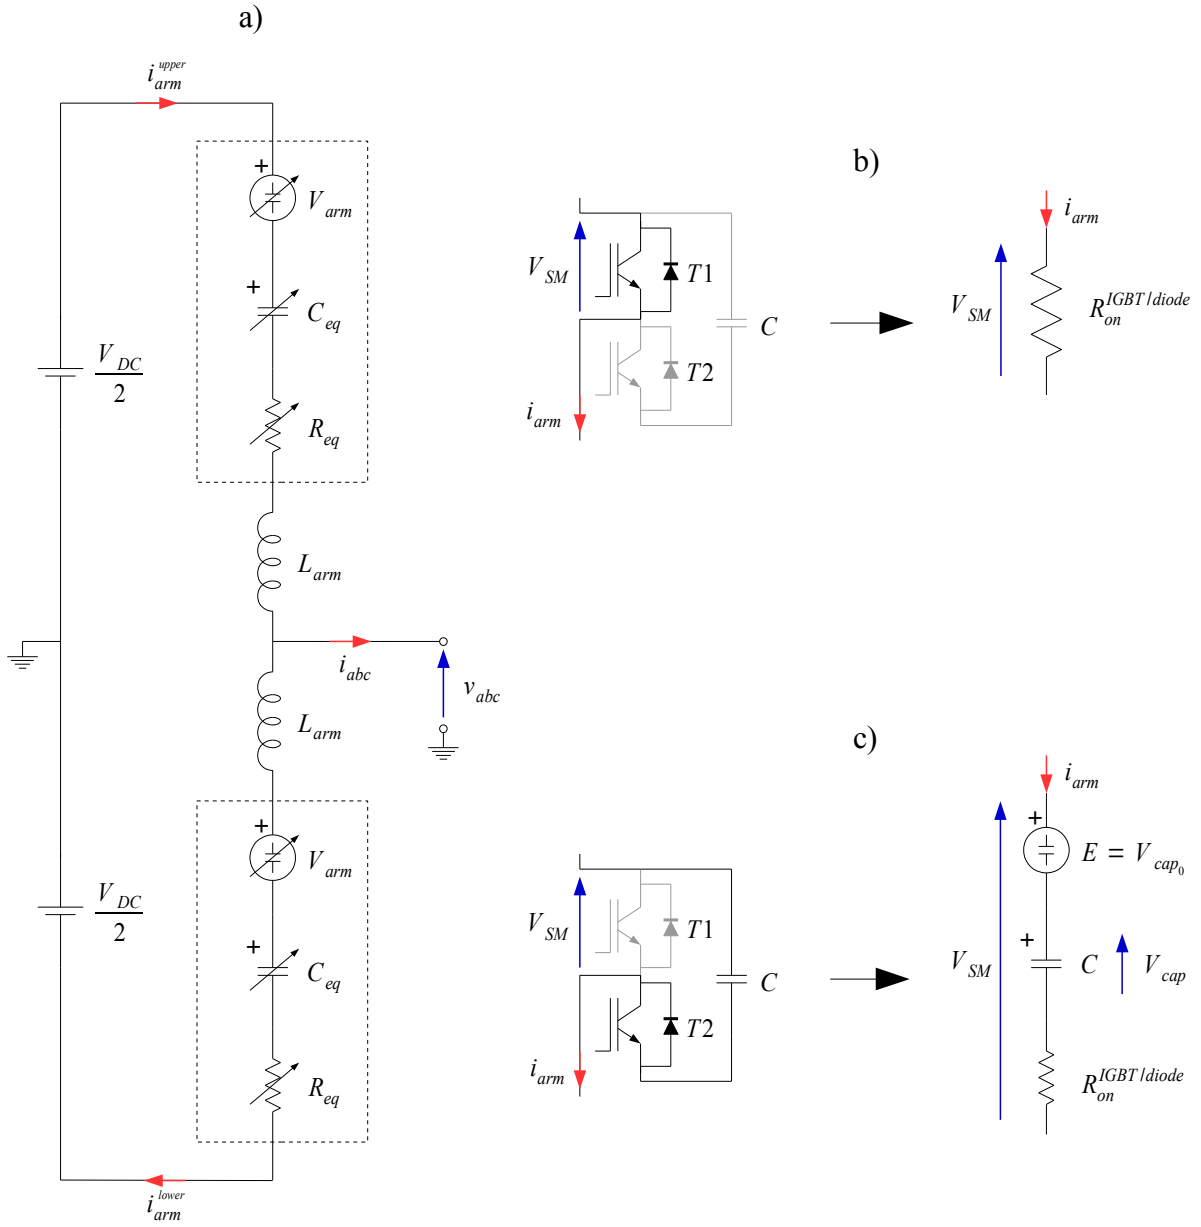 a)
i_arm^upper
+
V_arm
+
C_eq
V_DC/2
R_eq
L_arm
i_abc
v_abc
L_arm
+
V_arm
V_DC/2
+
C_eq
R_eq
i_arm^lower
b)
V_SM
T1
C
T2
i_arm
i_arm
V_SM
R_on^IGBT/diode
c)
V_SM
T1
C
T2
i_arm
i_arm
+
E = V_cap0
+
V_SM
C
V_cap
R_on^IGBT/diode